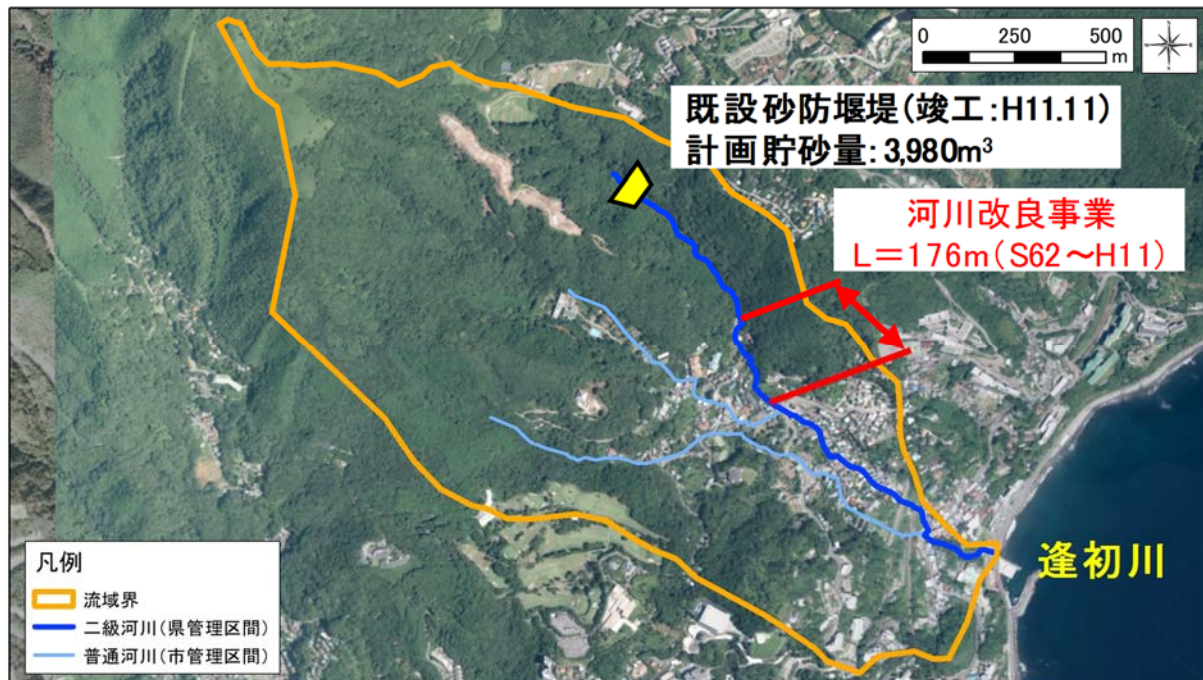 0 250 500
m
既設砂防堰堤(竣工:H11.11)
計画貯砂量:3,980m³
河川改良事業
L=176m(S62～H11)
逢初川
凡例
流域界
二級河川(県管理区間)
普通河川(市管理区間)